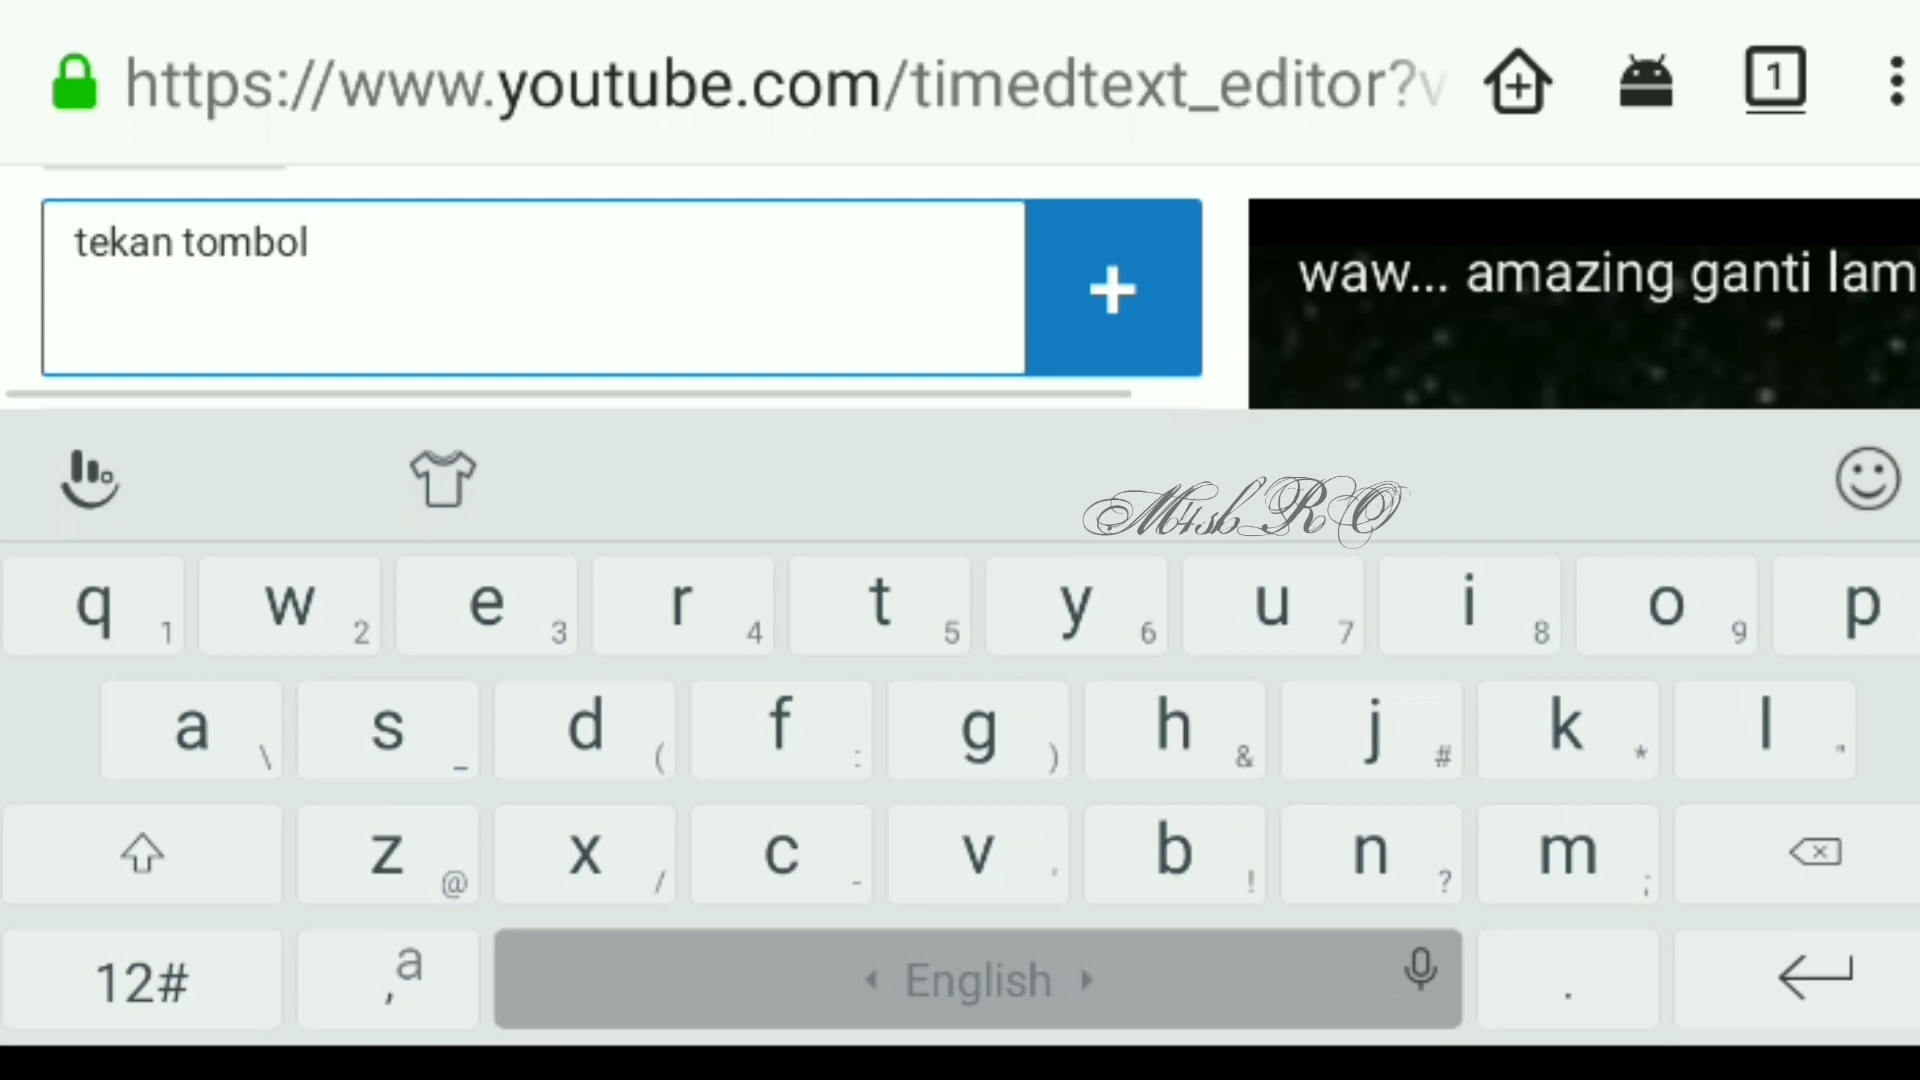 https://www.youtube.com/timedtext_editor?v
1
tekan tombol
+
waw... amazing ganti lam
M4sbRO
q 1 w 2 e 3 r 4 t 5 y 6 u 7 i 8 o 9 p
a \ s _ d ( f : g ) h & j # k * l "
z @ x / c - v ' b ! n ? m ;
12# , a English .